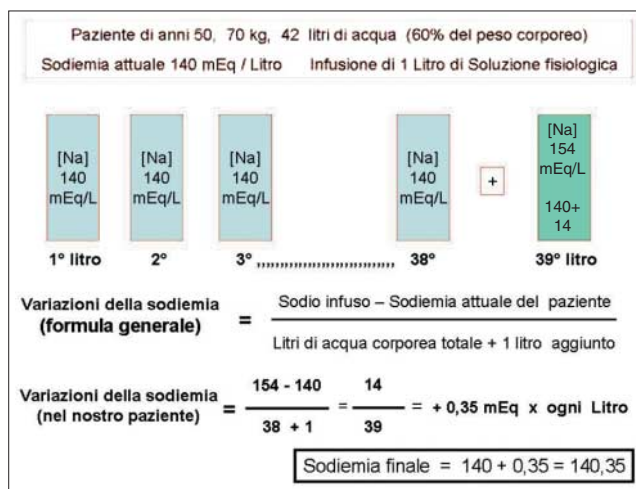 Paziente di anni 50, 70 kg, 42 litri di acqua (60% del peso corporeo)
Sodiemia attuale 140 mEq / Litro Infusione di 1 Litro di Soluzione fisiologica
[Na] 140 mEq/L
[Na] 140 mEq/L
[Na] 140 mEq/L
[Na] 140 mEq/L
+
[Na] 154 mEq/L 140+ 14
1° litro 2° 3° ,,,,,,,,,,,,,,,,,,,,,,,,,,,,,, 38° 39° litro
Variazioni della sodiemia
(formula generale)
=
Sodio infuso – Sodiemia attuale del paziente
Litri di acqua corporea totale + 1 litro aggiunto
Variazioni della sodiemia
(nel nostro paziente)
=
154 - 140
38 + 1
=
14
39
= + 0,35 mEq x ogni Litro
Sodiemia finale = 140 + 0,35 = 140,35